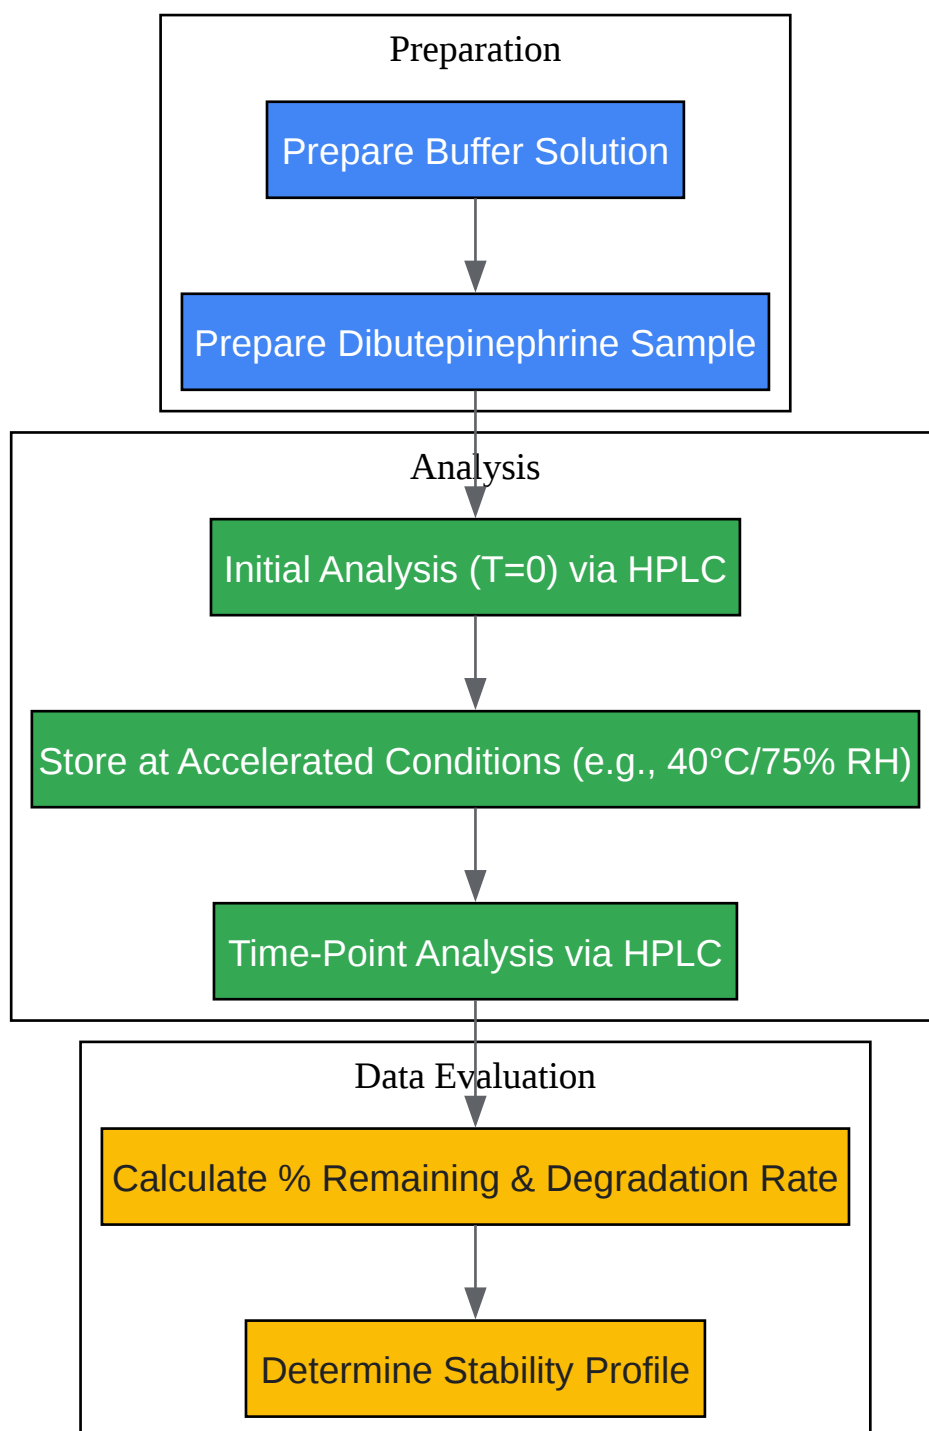 Preparation
Prepare Buffer Solution
Prepare Dibutepinephrine Sample
Analysis
Initial Analysis (T=0) via HPLC
Store at Accelerated Conditions (e.g., 40°C/75% RH)
Time-Point Analysis via HPLC
Data Evaluation
Calculate % Remaining & Degradation Rate
Determine Stability Profile